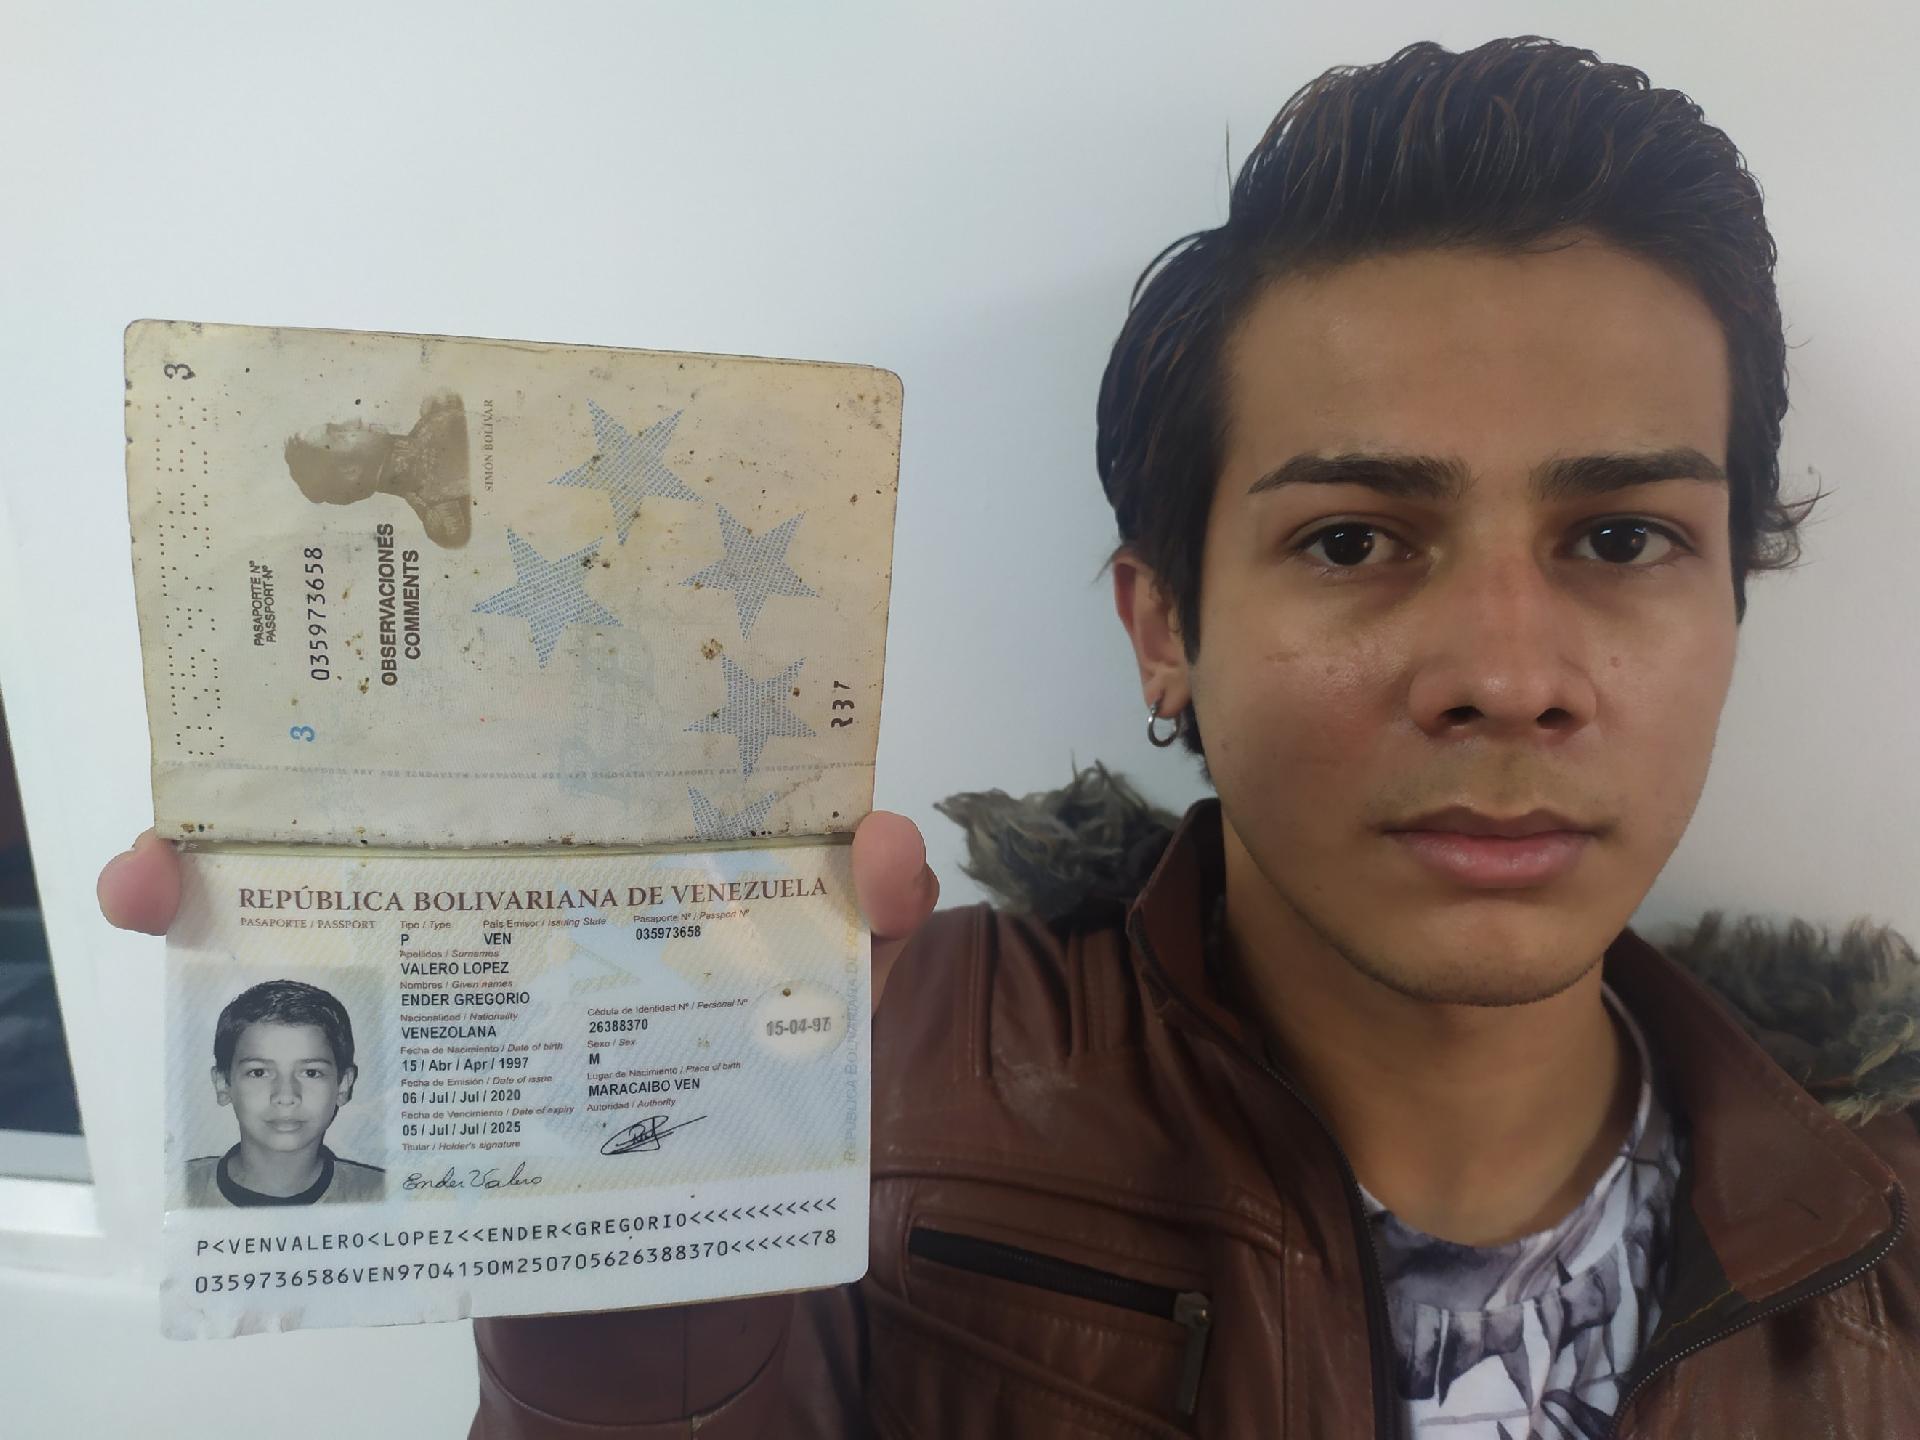 3
PASAPORTE Nº
PASSPORT Nº
035973658
3
OBSERVACIONES
COMMENTS
SIMÓN BOLÍVAR
REPÚBLICA BOLIVARIANA DE VENEZUELA
PASAPORTE / PASSPORT
Tipo / Type País Emisor / Issuing State Pasaporte Nº / Passport Nº
P VEN 035973658
Apellidos / Surnames
VALERO LOPEZ
Nombres / Given names
ENDER GREGORIO
Nacionalidad / Nationality Cédula de Identidad Nº / Personal Nº
VENEZOLANA 26388370
15-04-97
Fecha de Nacimiento / Date of birth Sexo / Sex
15 / Abr / Apr / 1997 M
Fecha de Emisión / Date of issue Lugar de Nacimiento / Place of birth
06 / Jul / Jul / 2020 MARACAIBO VEN
Fecha de Vencimiento / Date of expiry Autoridad / Authority
05 / Jul / Jul / 2025
Titular / Holder's signature
Ender Valero
P<VENVALERO<LOPEZ<<ENDER<GREGORIO<<<<<<<<<<<
0359736586VEN9704150M250705626388370<<<<<<78